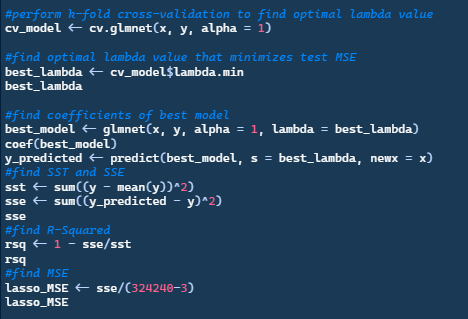 #perform k-fold cross-validation to find optimal lambda value
cv_model <- cv.glmnet(x, y, alpha = 1)
#find optimal lambda value that minimizes test MSE
best_lambda <- cv_model$lambda.min
best_lambda
#find coefficients of best model
best_model <- glmnet(x, y, alpha = 1, lambda = best_lambda)
coef(best_model)
y_predicted <- predict(best_model, s = best_lambda, newx = x)
#find SST and SSE
sst <- sum((y - mean(y))^2)
sse <- sum((y_predicted - y)^2)
sse
#find R-Squared
rsq <- 1 - sse/sst
rsq
#find MSE
lasso_MSE <- sse/(324240-3)
lasso_MSE